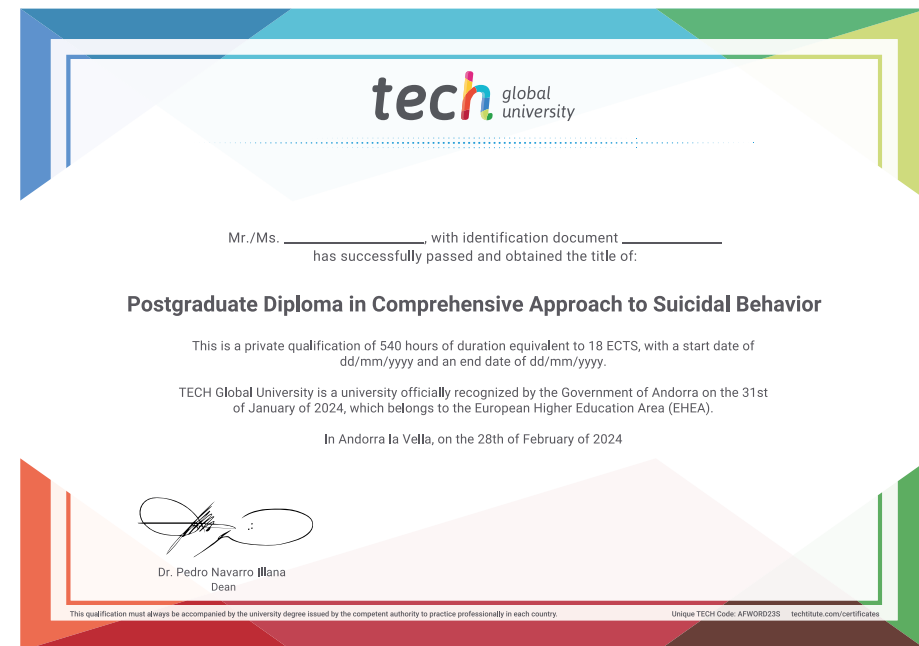 tech global
university
Mr./Ms. ____________________, with identification document ______________
has successfully passed and obtained the title of:
Postgraduate Diploma in Comprehensive Approach to Suicidal Behavior
This is a private qualification of 540 hours of duration equivalent to 18 ECTS, with a start date of
dd/mm/yyyy and an end date of dd/mm/yyyy.
TECH Global University is a university officially recognized by the Government of Andorra on the 31st
of January of 2024, which belongs to the European Higher Education Area (EHEA).
In Andorra la Vella, on the 28th of February of 2024
Dr. Pedro Navarro Illana
Dean
This qualification must always be accompanied by the university degree issued by the competent authority to practice professionally in each country. Unique TECH Code: AFWORD23S techtitute.com/certificates